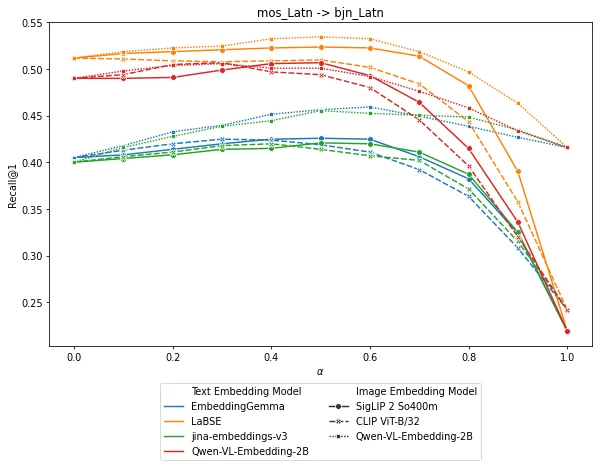 mos_Latn -> bjn_Latn
Recall@1
0.55
0.50
0.45
0.40
0.35
0.30
0.25
0.0 0.2 0.4 0.6 0.8 1.0
α
Text Embedding Model Image Embedding Model
EmbeddingGemma SigLIP 2 So400m
LaBSE CLIP ViT-B/32
jina-embeddings-v3 Qwen-VL-Embedding-2B
Qwen-VL-Embedding-2B